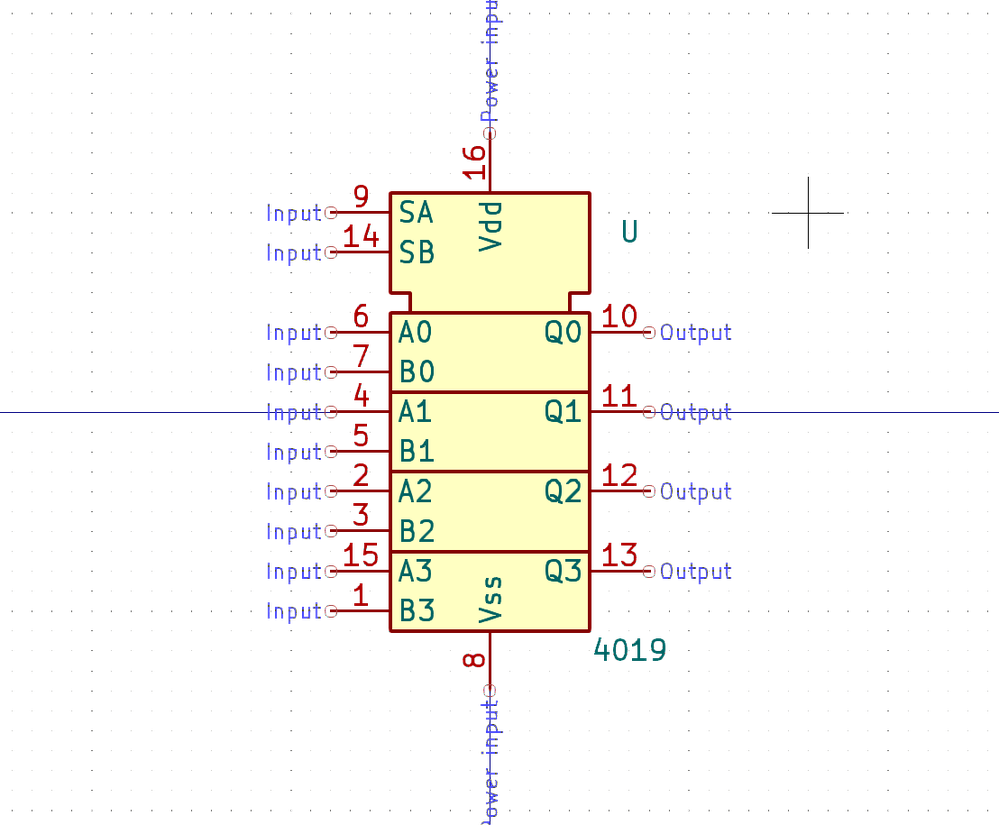 Power input
16
Input 9 SA Vdd U
Input 14 SB
Input 6 A0 Q0 10 Output
Input 7 B0
Input 4 A1 Q1 11 Output
Input 5 B1
Input 2 A2 Q2 12 Output
Input 3 B2
Input 15 A3 Q3 13 Output
Input 1 B3 Vss
8 4019
Power input